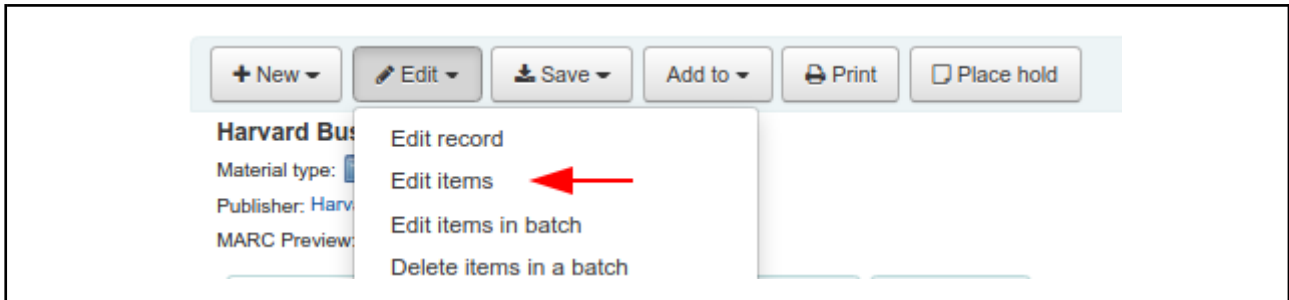 New Edit Save Add to Print Place hold
Harvard Bus
Edit record
Material type:
Edit items
Publisher: Harv
Edit items in batch
MARC Preview:
Delete items in a batch